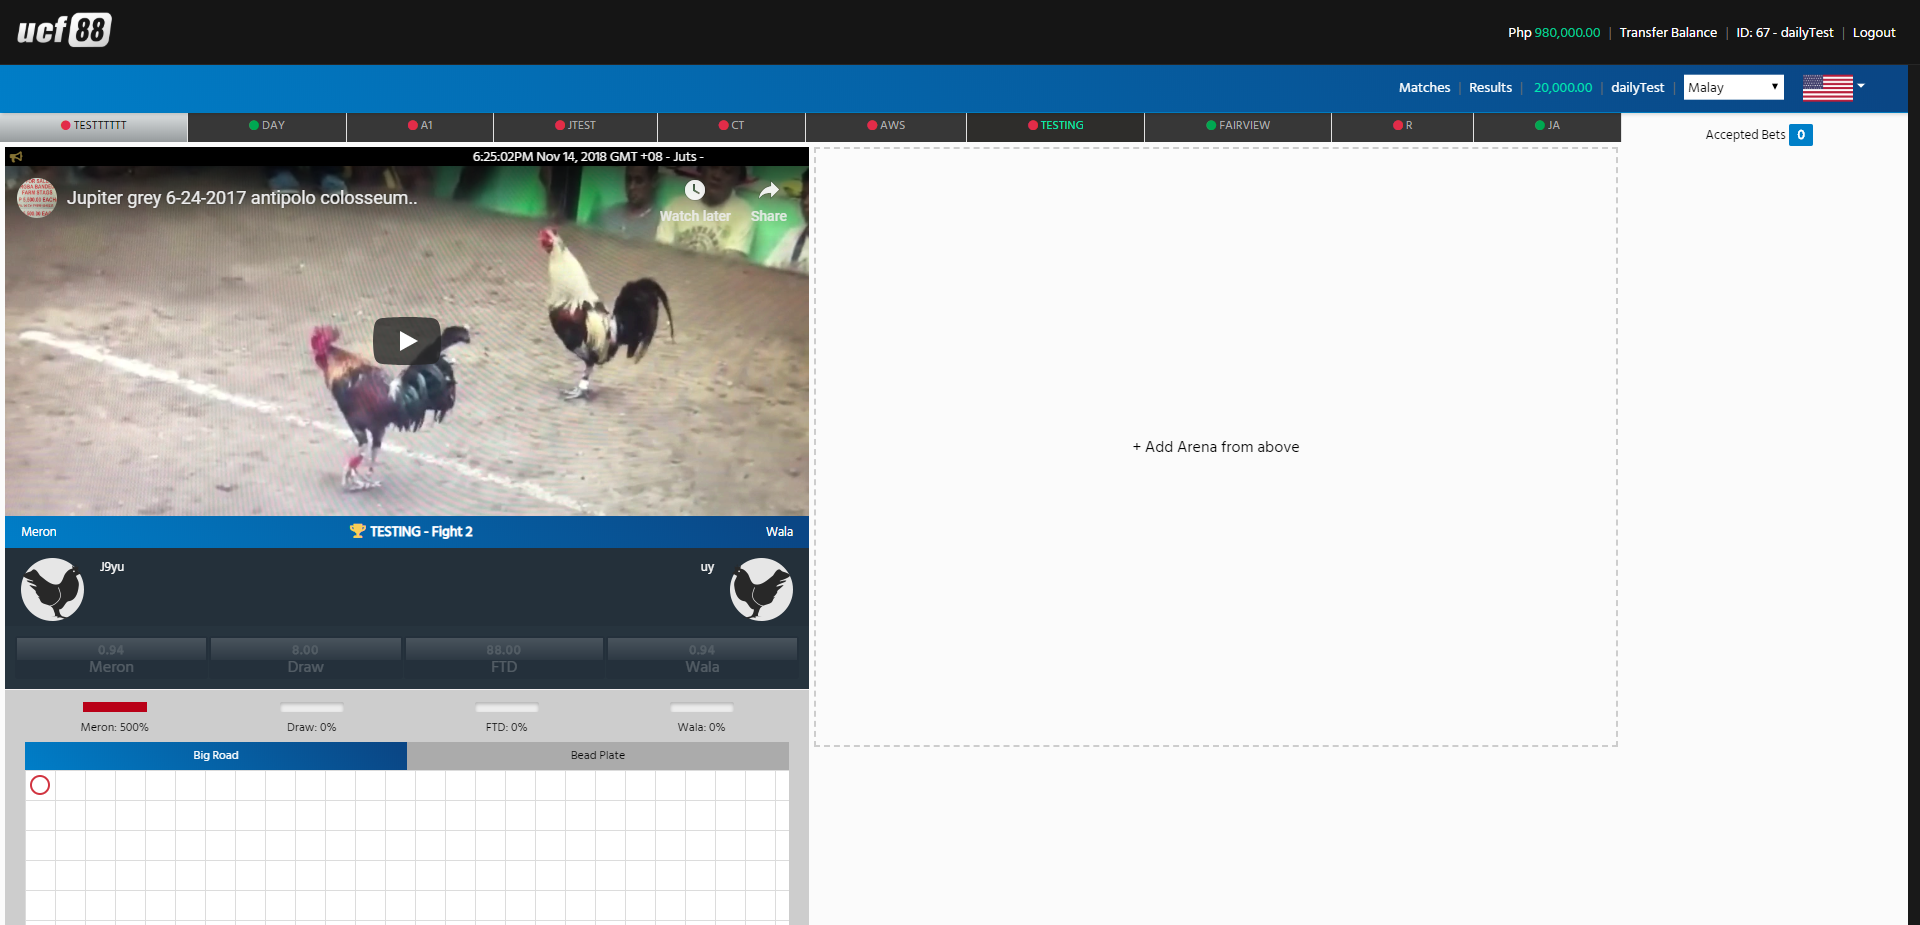 ucf 88
Php 980,000.00 | Transfer Balance | ID: 67 - dailyTest | Logout
Matches | Results | 20,000.00 | dailyTest | Malay
TESTTTTTT
DAY
A1
JTEST
CT
AWS
TESTING
FAIRVIEW
R
JA
Accepted Bets 0
6:25:02PM Nov 14, 2018 GMT +08 - Juts -
Jupiter grey 6-24-2017 antipolo colosseum..
Watch later
Share
+ Add Arena from above
Meron
TESTING - Fight 2
Wala
J9yu
uy
0.94
Meron
8.00
Draw
88.00
FTD
0.94
Wala
Meron: 500%
Draw: 0%
FTD: 0%
Wala: 0%
Big Road
Bead Plate